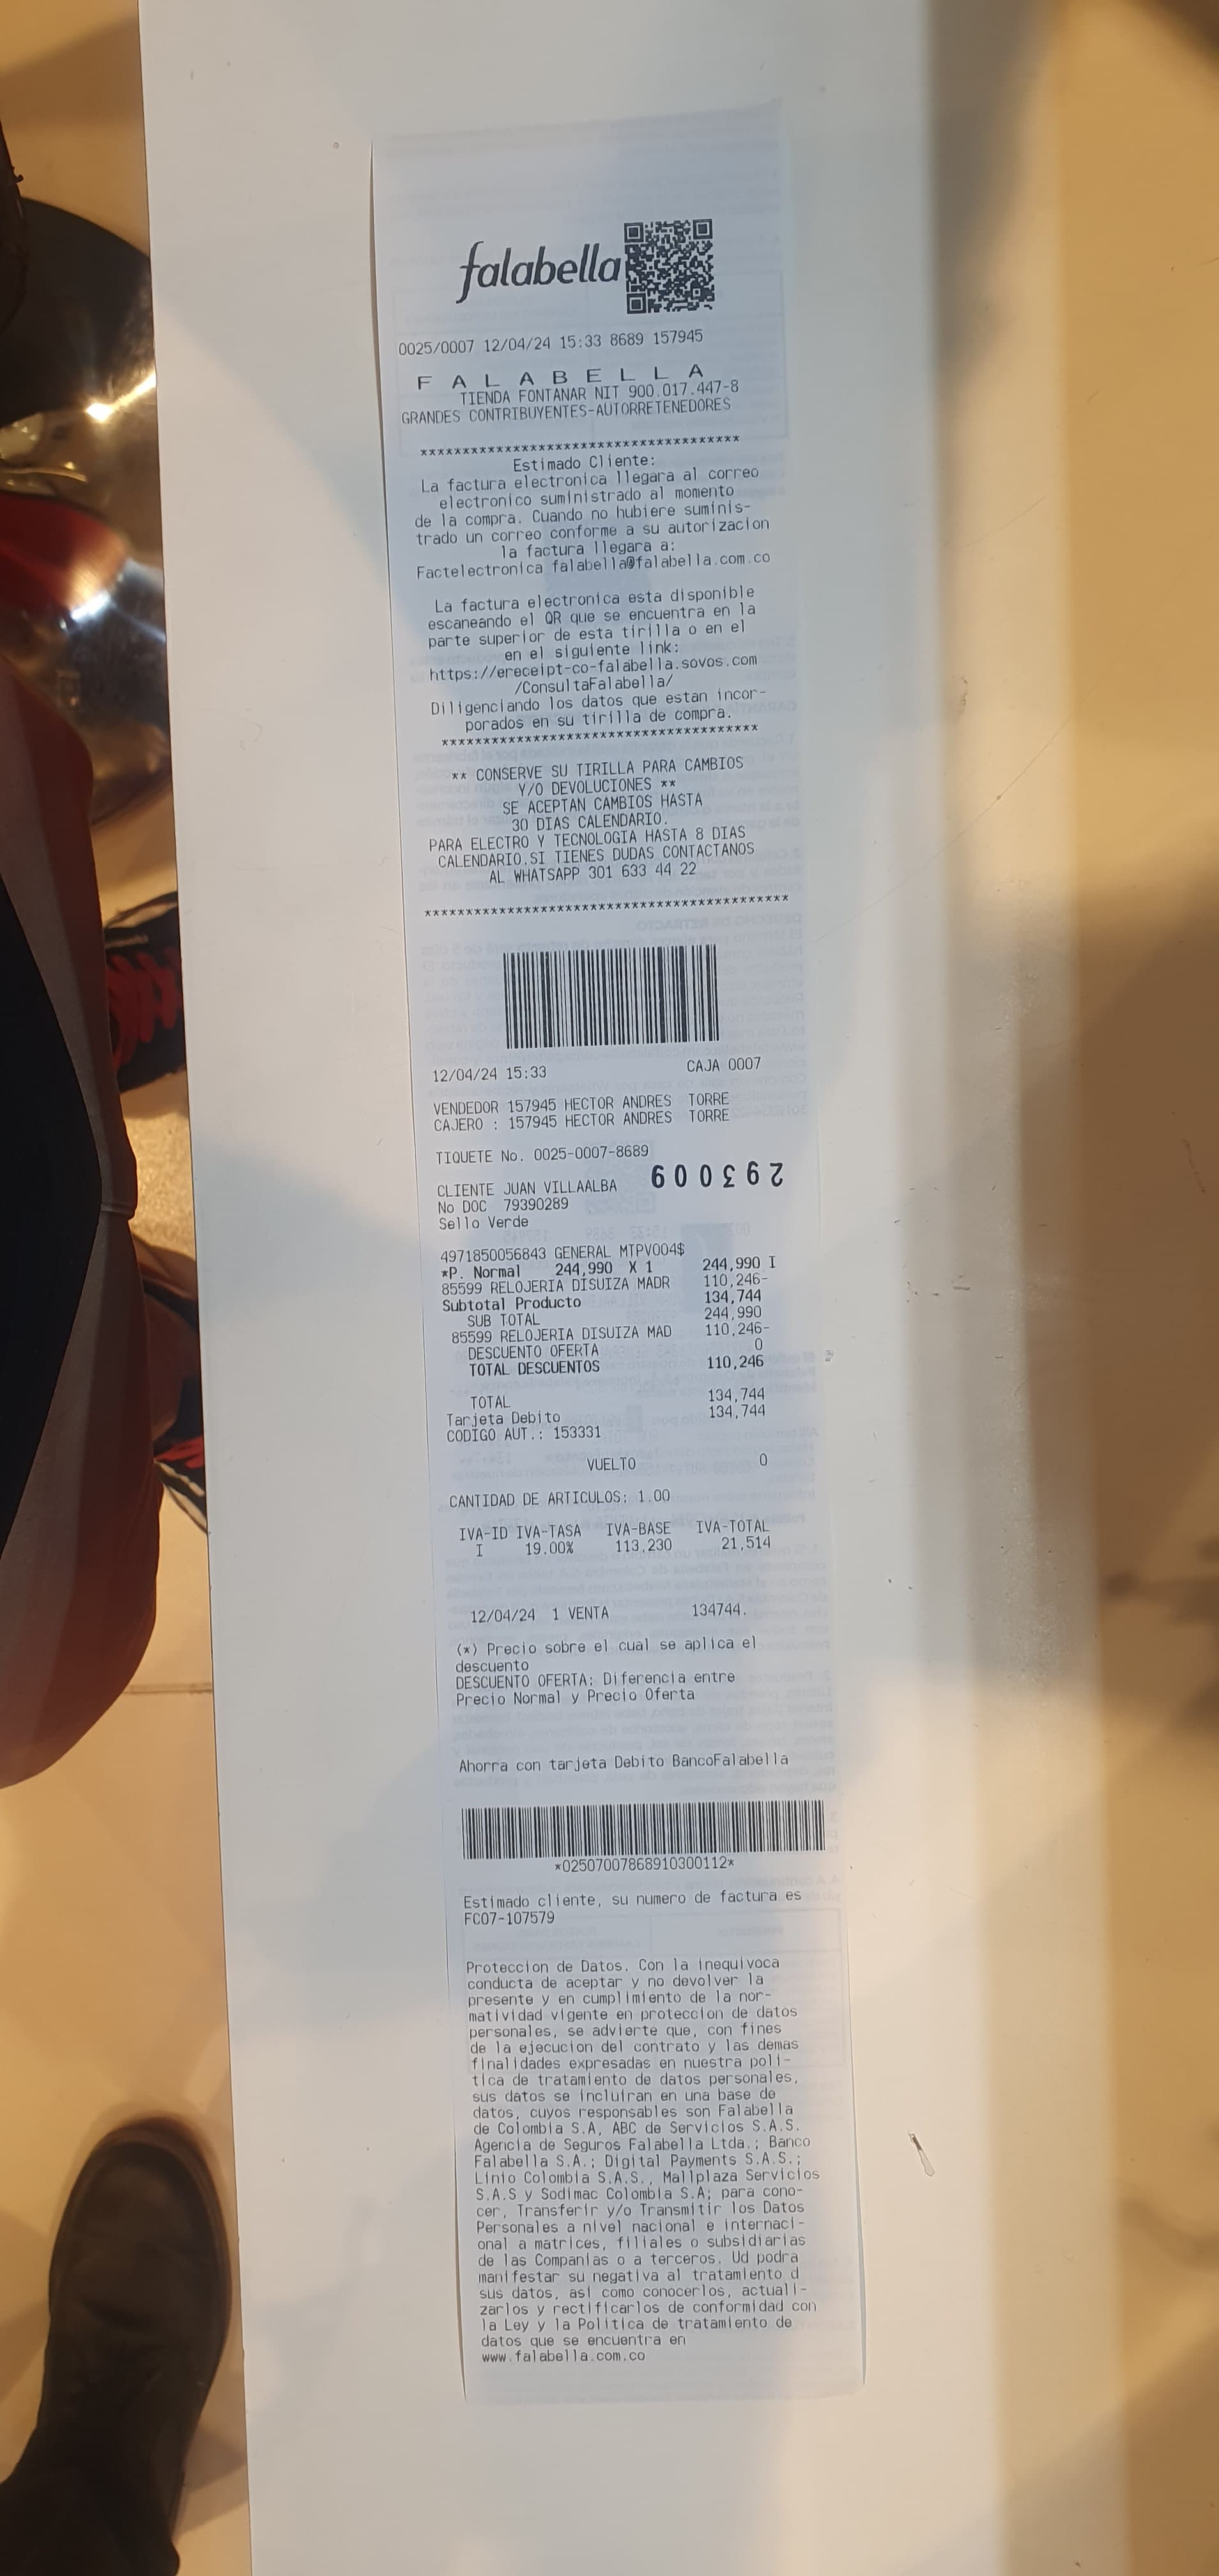 falabella
0025/0007 12/04/24 15:33 8689 157945
F A L A B E L L A
TIENDA FONTANAR NIT 900.017.447-8
GRANDES CONTRIBUYENTES-AUTORRETENEDORES
**************************************
Estimado Cliente:
La factura electronica llegara al correo
electronico suministrado al momento
de la compra. Cuando no hubiere suminis-
trado un correo conforme a su autorizacion
la factura llegara a:
Factelectronica falabella@falabella.com.co
La factura electronica esta disponible
escaneando el QR que se encuentra en la
parte superior de esta tirilla o en el
en el siguiente link:
https://ereceipt-co-falabella.sovos.com
/ConsultaFalabella/
Diligenciando los datos que estan incor-
porados en su tirilla de compra.
**************************************
** CONSERVE SU TIRILLA PARA CAMBIOS
Y/O DEVOLUCIONES **
SE ACEPTAN CAMBIOS HASTA
30 DIAS CALENDARIO.
PARA ELECTRO Y TECNOLOGIA HASTA 8 DIAS
CALENDARIO.SI TIENES DUDAS CONTACTANOS
AL WHATSAPP 301 633 44 22
*******************************************
12/04/24 15:33 CAJA 0007
VENDEDOR 157945 HECTOR ANDRES TORRE
CAJERO : 157945 HECTOR ANDRES TORRE
TIQUETE No. 0025-0007-8689
293009
CLIENTE JUAN VILLAALBA
No DOC 79390289
Sello Verde
4971850056843 GENERAL MTPV004$
*P. Normal 244,990 X 1 244,990 I
85599 RELOJERIA DISUIZA MADR 110,246-
Subtotal Producto 134,744
SUB TOTAL 244,990
85599 RELOJERIA DISUIZA MAD 110,246-
DESCUENTO OFERTA 0
TOTAL DESCUENTOS 110,246
TOTAL 134,744
Tarjeta Debito 134,744
CODIGO AUT.: 153331
VUELTO 0
CANTIDAD DE ARTICULOS: 1.00
IVA-ID IVA-TASA IVA-BASE IVA-TOTAL
I 19.00% 113,230 21,514
12/04/24 1 VENTA 134744.
(*) Precio sobre el cual se aplica el
descuento
DESCUENTO OFERTA: Diferencia entre
Precio Normal y Precio Oferta
Ahorra con tarjeta Debito BancoFalabella
*02507007868910300112*
Estimado cliente, su numero de factura es
FC07-107579
Proteccion de Datos. Con la inequivoca
conducta de aceptar y no devolver la
presente y en cumplimiento de la nor-
matividad vigente en proteccion de datos
personales, se advierte que, con fines
de la ejecucion del contrato y las demas
finalidades expresadas en nuestra poli-
tica de tratamiento de datos personales,
sus datos se incluiran en una base de
datos, cuyos responsables son Falabella
de Colombia S.A, ABC de Servicios S.A.S.
Agencia de Seguros Falabella Ltda.; Banco
Falabella S.A.; Digital Payments S.A.S.;
Linio Colombia S.A.S., Mallplaza Servicios
S.A.S y Sodimac Colombia S.A; para cono-
cer, Transferir y/o Transmitir los Datos
Personales a nivel nacional e internaci-
onal a matrices, filiales o subsidiarias
de las Companias o a terceros. Ud podra
manifestar su negativa al tratamiento d
sus datos, asi como conocerlos, actuali-
zarlos y rectificarlos de conformidad con
la Ley y la Politica de tratamiento de
datos que se encuentra en
www.falabella.com.co